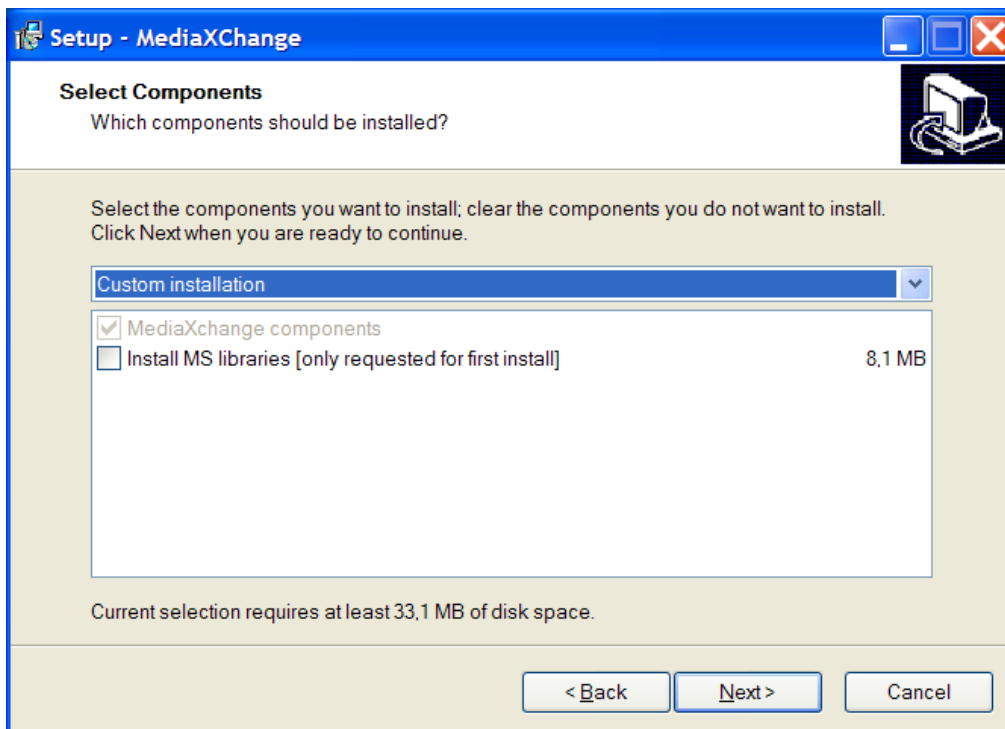 Setup - MediaXChange
Select Components
Which components should be installed?
Select the components you want to install; clear the components you do not want to install.
Click Next when you are ready to continue.
Custom installation
MediaXchange components
Install MS libraries [only requested for first install] 8,1 MB
Current selection requires at least 33,1 MB of disk space.
< Back Next > Cancel